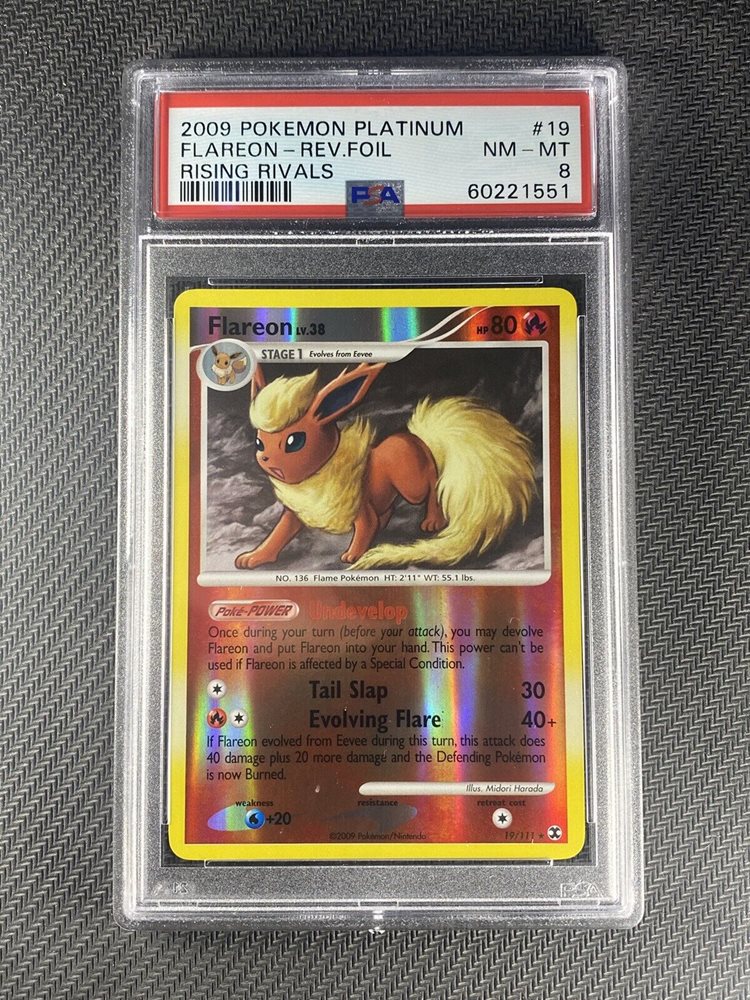 2009 POKEMON PLATINUM #19
FLAREON - REV.FOIL NM - MT
RISING RIVALS 8
PSA 60221551
Flareon LV.38 HP 80
STAGE 1 Evolves from Eevee
NO. 136 Flame Pokémon HT: 2'11" WT: 55.1 lbs.
Poké-POWER Undevelop
Once during your turn (before your attack), you may devolve
Flareon and put Flareon into your hand. This power can't be
used if Flareon is affected by a Special Condition.
Tail Slap 30
Evolving Flare 40+
If Flareon evolved from Eevee during this turn, this attack does
40 damage plus 20 more damage and the Defending Pokémon
is now Burned.
Illus. Midori Harada
weakness resistance retreat cost
+20
©2009 Pokémon/Nintendo 19/111 ★
PSA